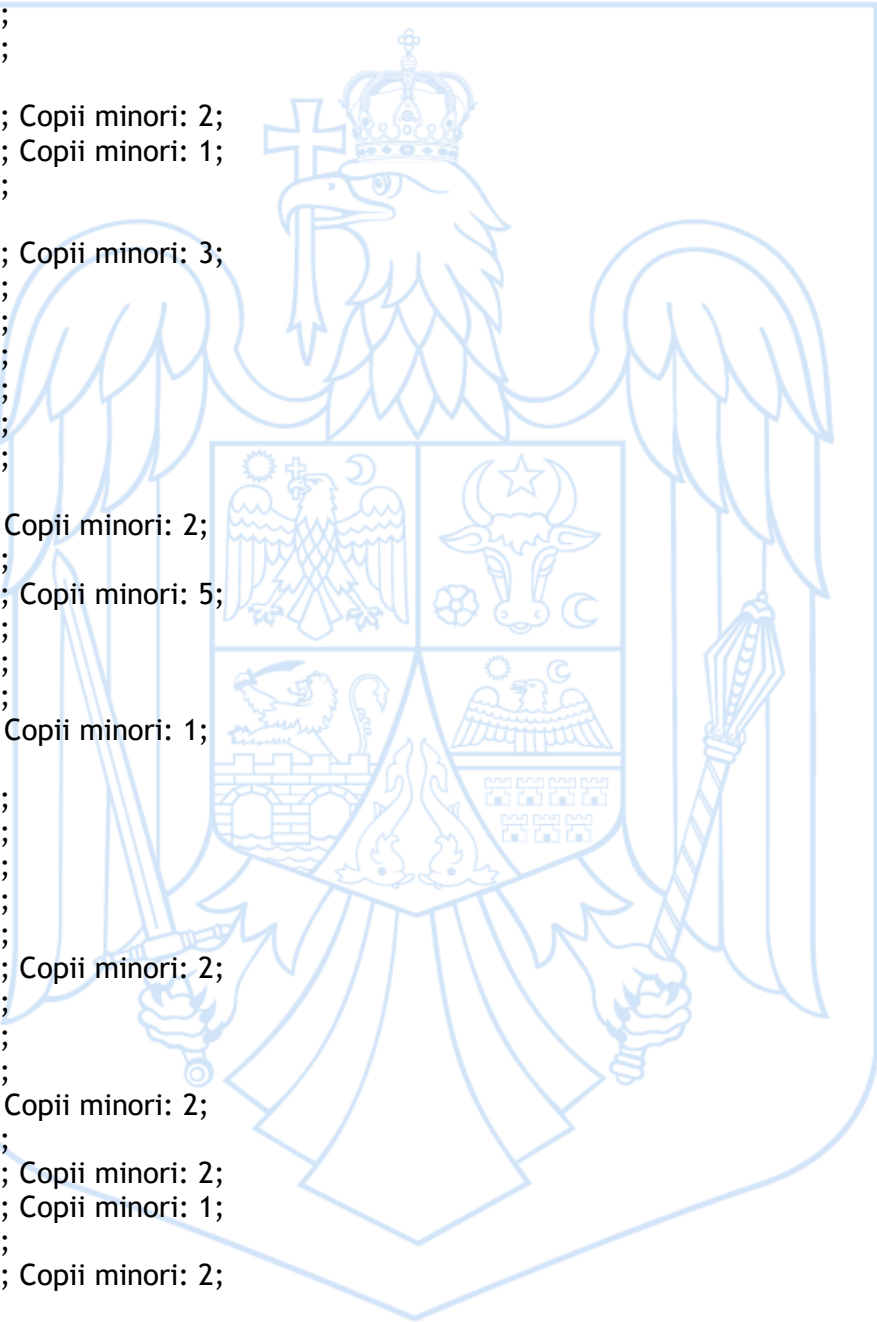 ;
;
; Copii minori: 2;
; Copii minori: 1;
;
; Copii minori: 3;
;
;
;
;
;
;
Copii minori: 2;
;
; Copii minori: 5;
;
;
;
Copii minori: 1;
;
;
;
;
;
; Copii minori: 2;
;
;
;
Copii minori: 2;
;
; Copii minori: 2;
; Copii minori: 1;
;
; Copii minori: 2;